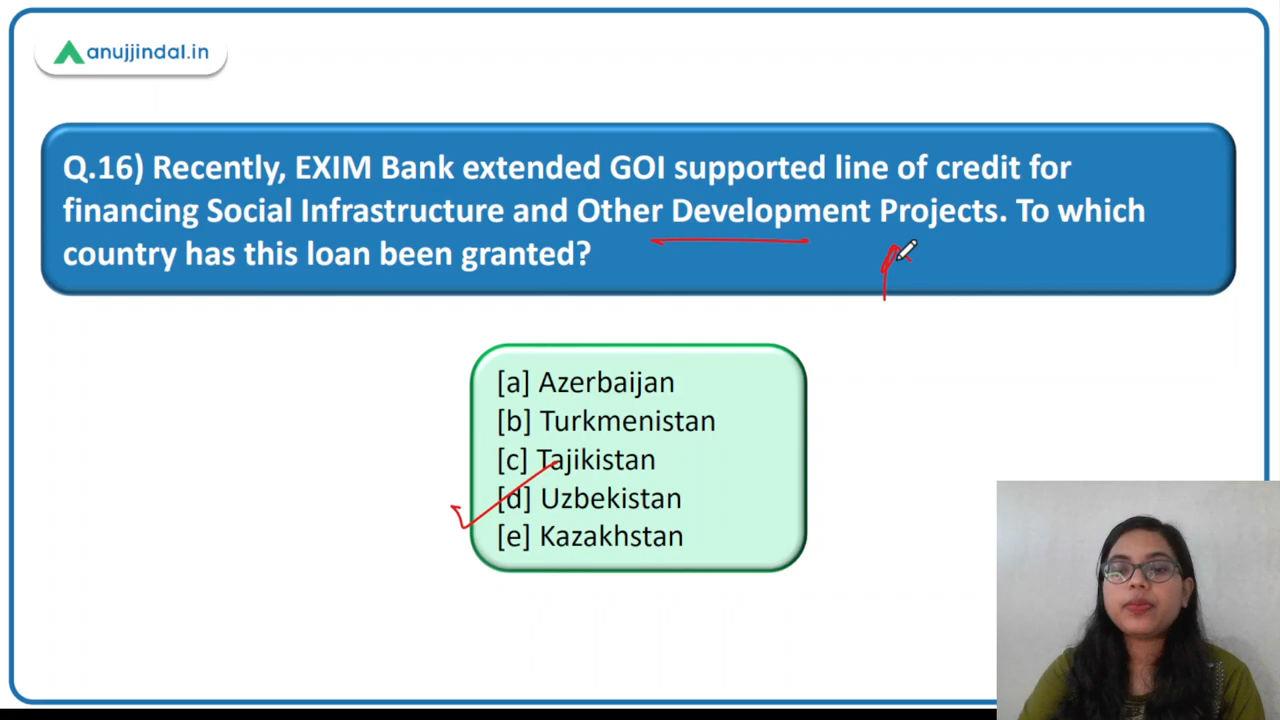 anujjindal.in
Q.16) Recently, EXIM Bank extended GOI supported line of credit for
financing Social Infrastructure and Other Development Projects. To which
country has this loan been granted?
[a] Azerbaijan
[b] Turkmenistan
[c] Tajikistan
[d] Uzbekistan
[e] Kazakhstan